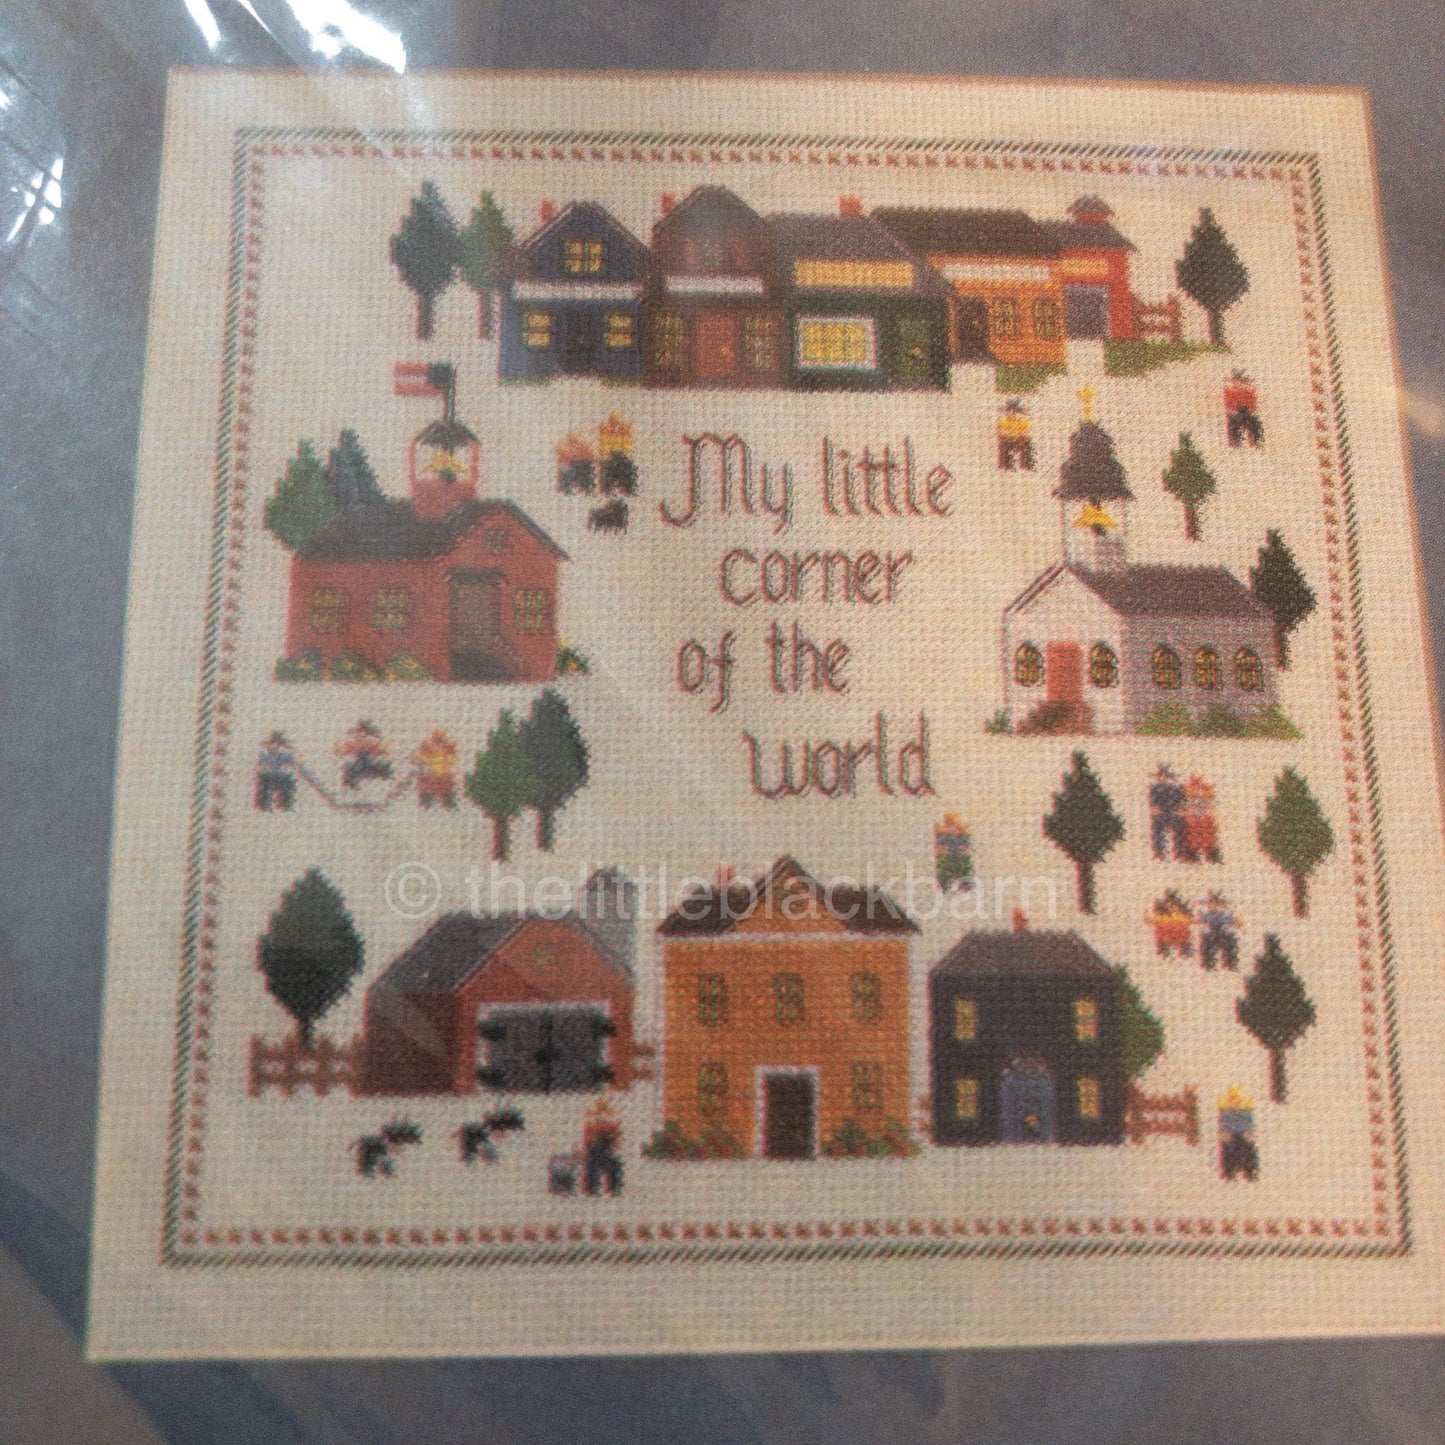 My little
corner
of the
world
© thelittleblackbarn